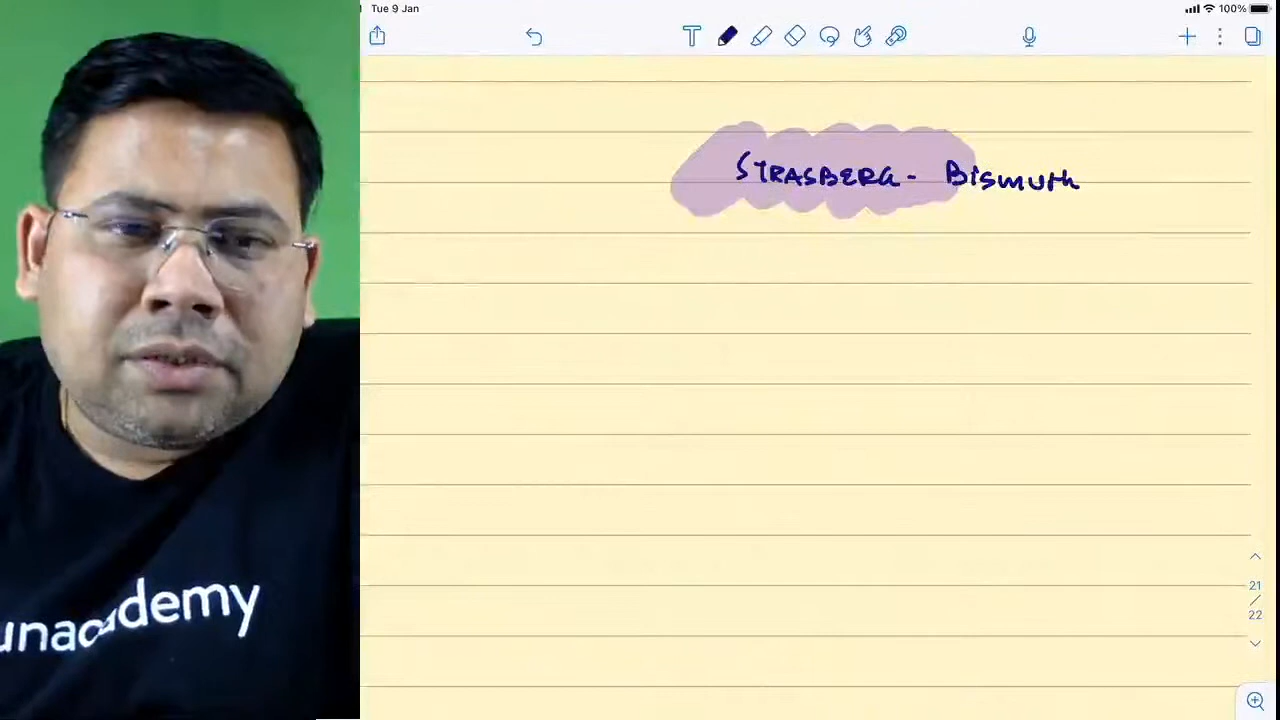 Tue 9 Jan
100%
T
STRASBERG - Bismuth
21
22
unacademy